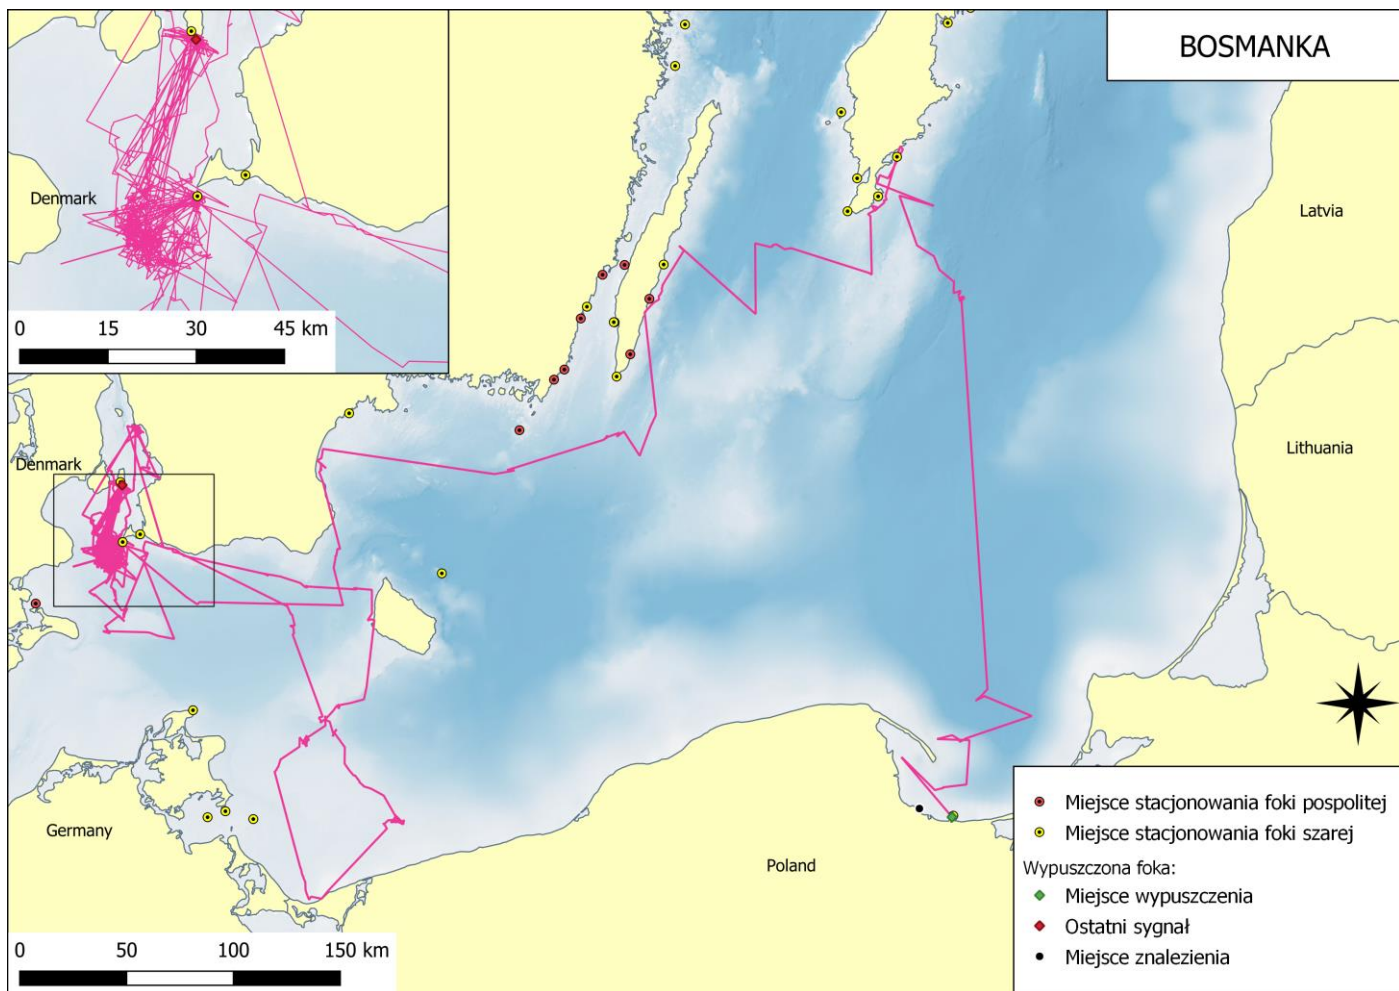 BOSMANKA
Denmark
0 15 30 45 km
Latvia
Denmark
Lithuania
Germany
Poland
0 50 100 150 km
Miejsce stacjonowania foki pospolitej
Miejsce stacjonowania foki szarej
Wypuszczona foka:
Miejsce wypuszczenia
Ostatni sygnał
Miejsce znalezienia